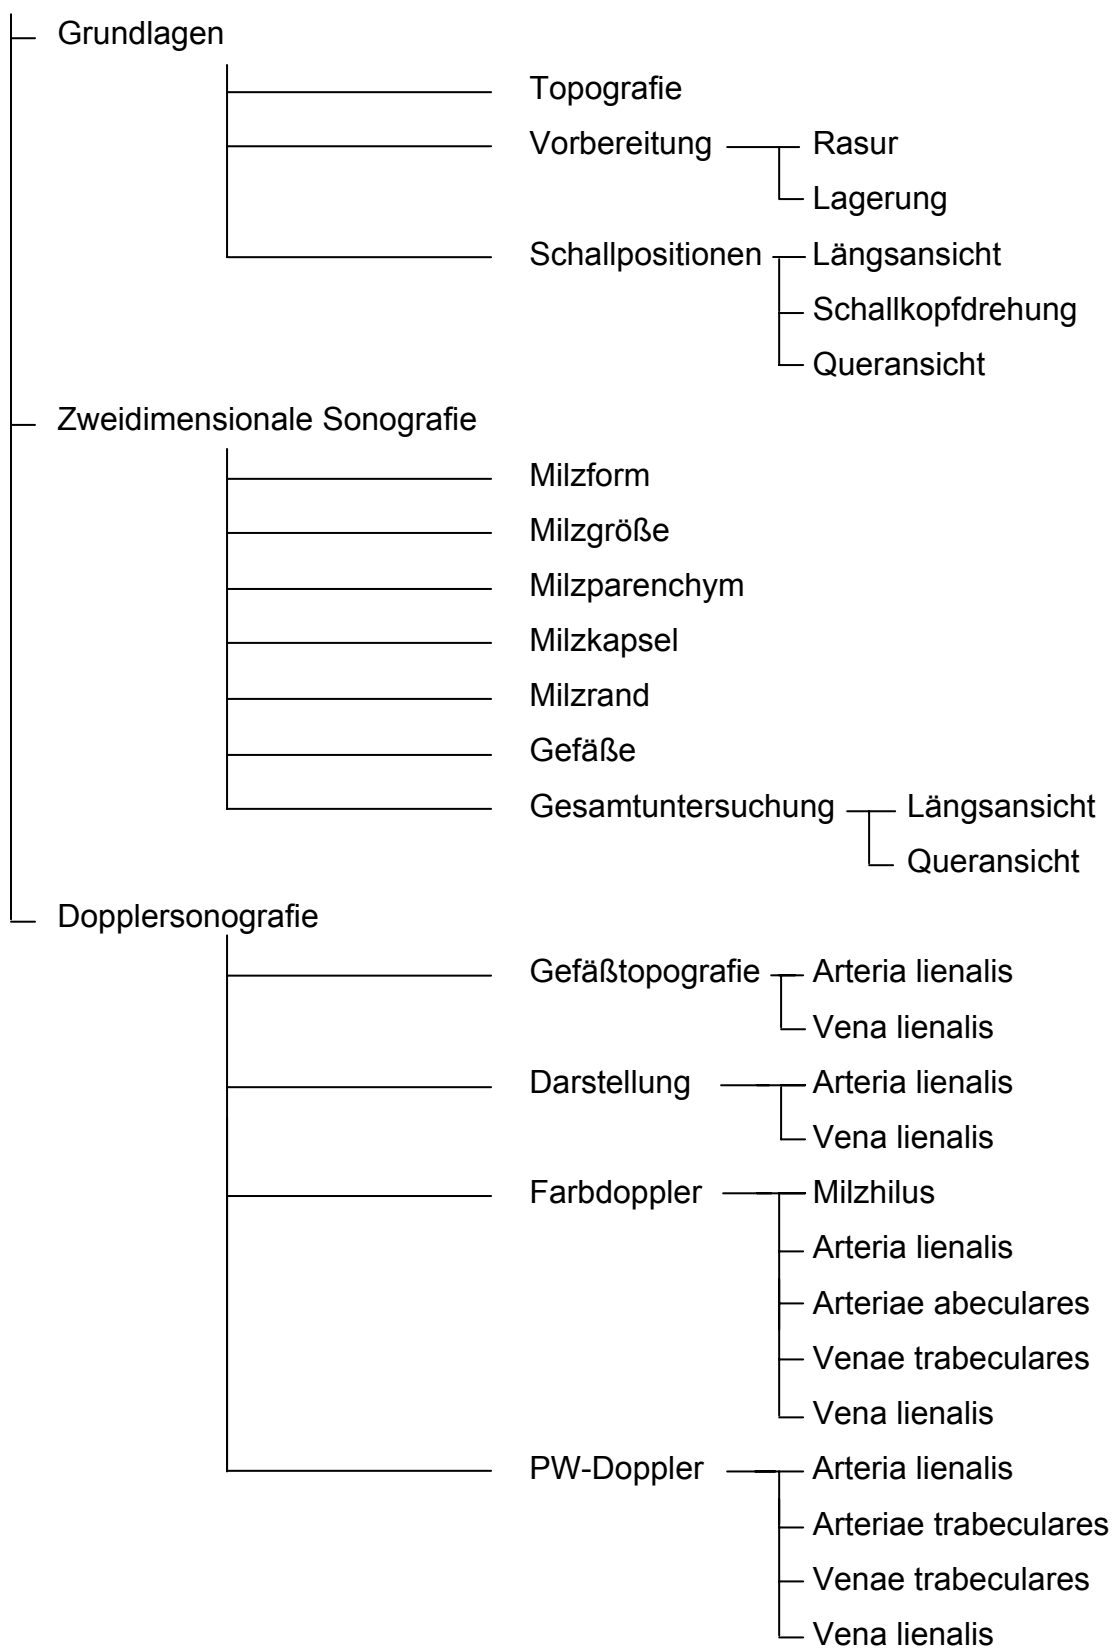 Grundlagen
Topografie
Vorbereitung Rasur
Lagerung
Schallpositionen Längsansicht
Schallkopfdrehung
Queransicht
Zweidimensionale Sonografie
Milzform
Milzgröße
Milzparenchym
Milzkapsel
Milzrand
Gefäße
Gesamtuntersuchung Längsansicht
Queransicht
Dopplersonografie
Gefäßtopografie Arteria lienalis
Vena lienalis
Darstellung Arteria lienalis
Vena lienalis
Farbdoppler Milzhilus
Arteria lienalis
Arteriae abeculares
Venae trabeculares
Vena lienalis
PW-Doppler Arteria lienalis
Arteriae trabeculares
Venae trabeculares
Vena lienalis